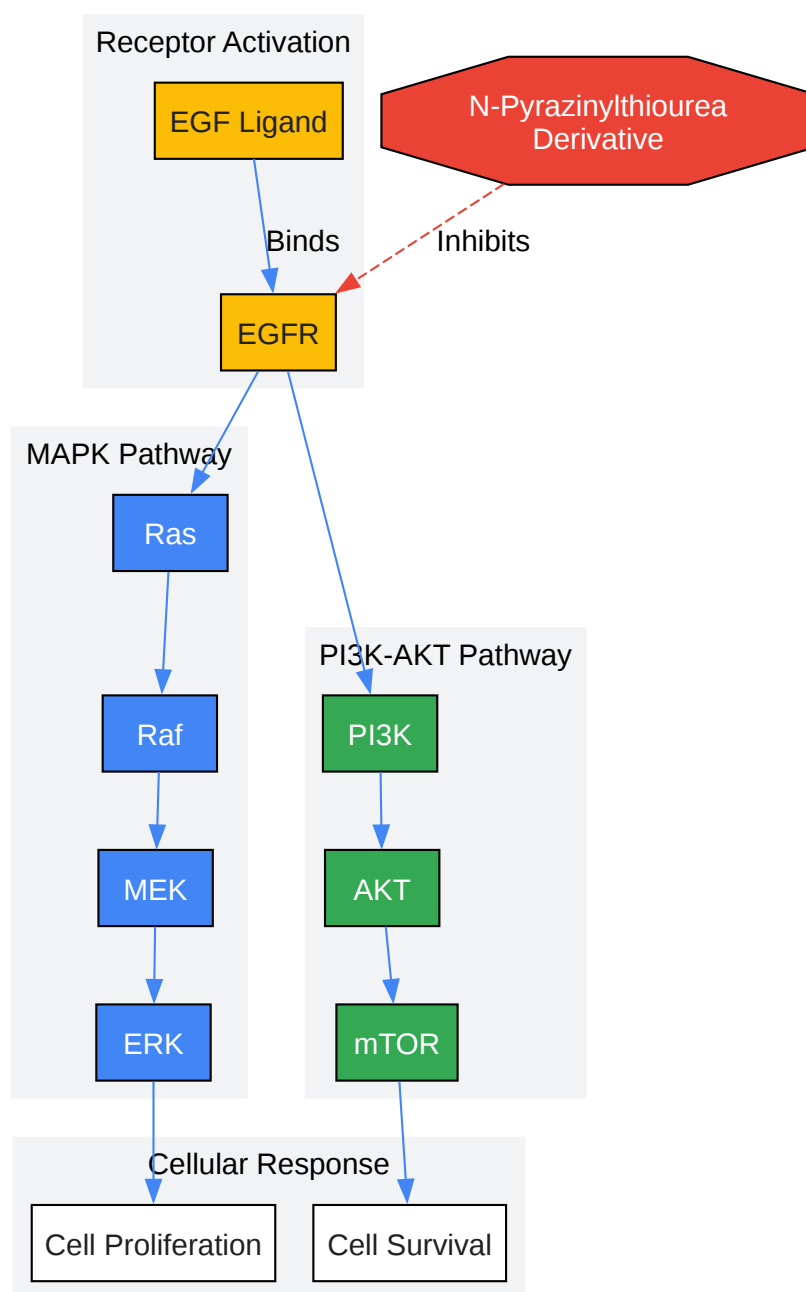 Receptor Activation
EGF Ligand
N-Pyrazinylthiourea
Derivative
Binds
Inhibits
EGFR
MAPK Pathway
Ras
PI3K-AKT Pathway
Raf
PI3K
MEK
AKT
ERK
mTOR
Cellular Response
Cell Proliferation
Cell Survival